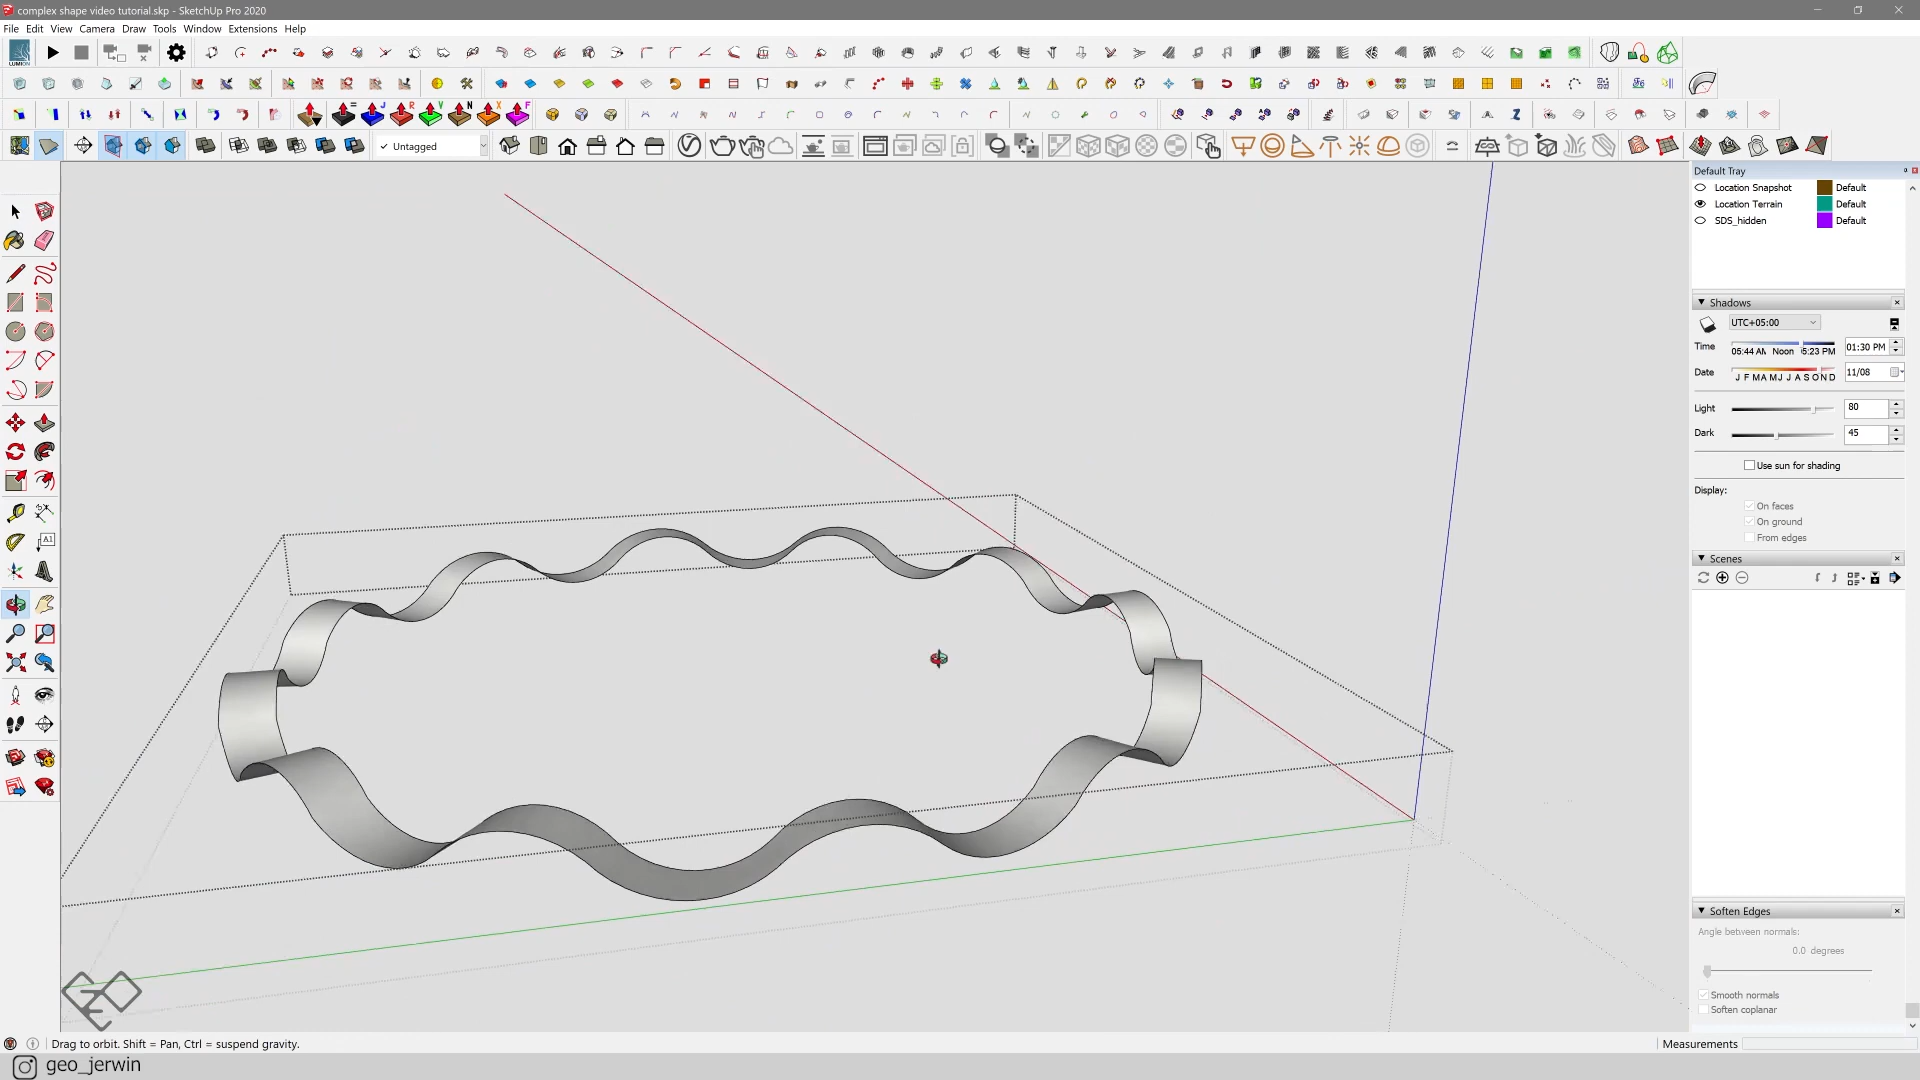 complex shape video tutorial.skp - SketchUp Pro 2020
File Edit View Camera Draw Tools Window Extensions Help
LUMION
= J R V N X F
✓ Untagged
Default Tray
Location Snapshot Default
Location Terrain Default
SDS_hidden Default
Shadows
UTC+05:00
Time 05:44 AM Noon 05:23 PM 01:30 PM
Date J F M A M J J A S O N D 11/08
Light 80
Dark 45
Use sun for shading
Display:
On faces
On ground
From edges
Scenes
Soften Edges
Angle between normals:
0.0 degrees
Smooth normals
Soften coplanar
Drag to orbit. Shift = Pan, Ctrl = suspend gravity.
Measurements
geo_jerwin